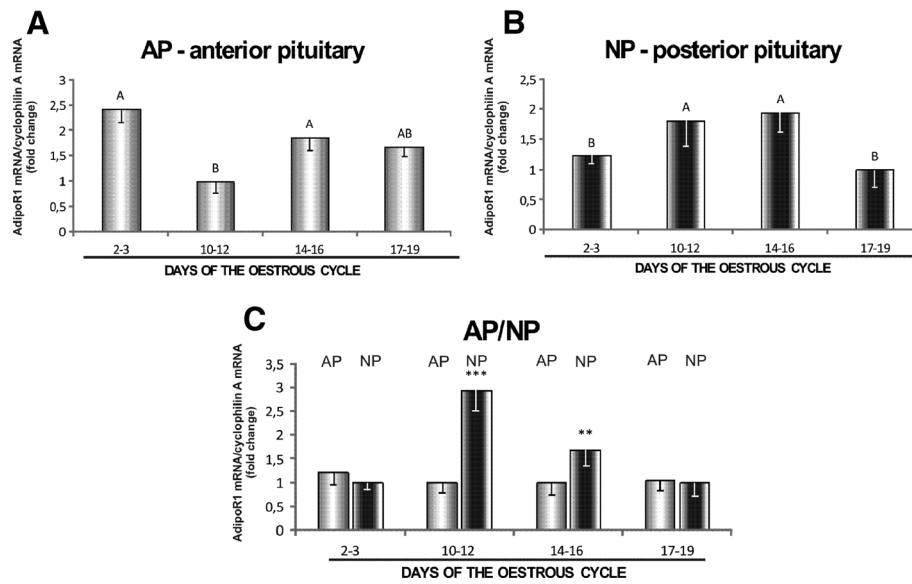 A
AP - anterior pituitary
AdipoR1 mRNA/cyclophilin A mRNA
(fold change)
3
2,5
2
1,5
1
0,5
0
A
B
A
AB
2-3
10-12
14-16
17-19
DAYS OF THE OESTROUS CYCLE
B
NP - posterior pituitary
AdipoR1 mRNA/cyclophilin A mRNA
(fold change)
2,5
2
1,5
1
0,5
0
B
A
A
B
2-3
10-12
14-16
17-19
DAYS OF THE OESTROUS CYCLE
C
AP/NP
AdipoR1 mRNA/cyclophilin A mRNA
(fold change)
3,5
3
2,5
2
1,5
1
0,5
0
AP NP AP NP AP NP AP NP
***
**
2-3
10-12
14-16
17-19
DAYS OF THE OESTROUS CYCLE